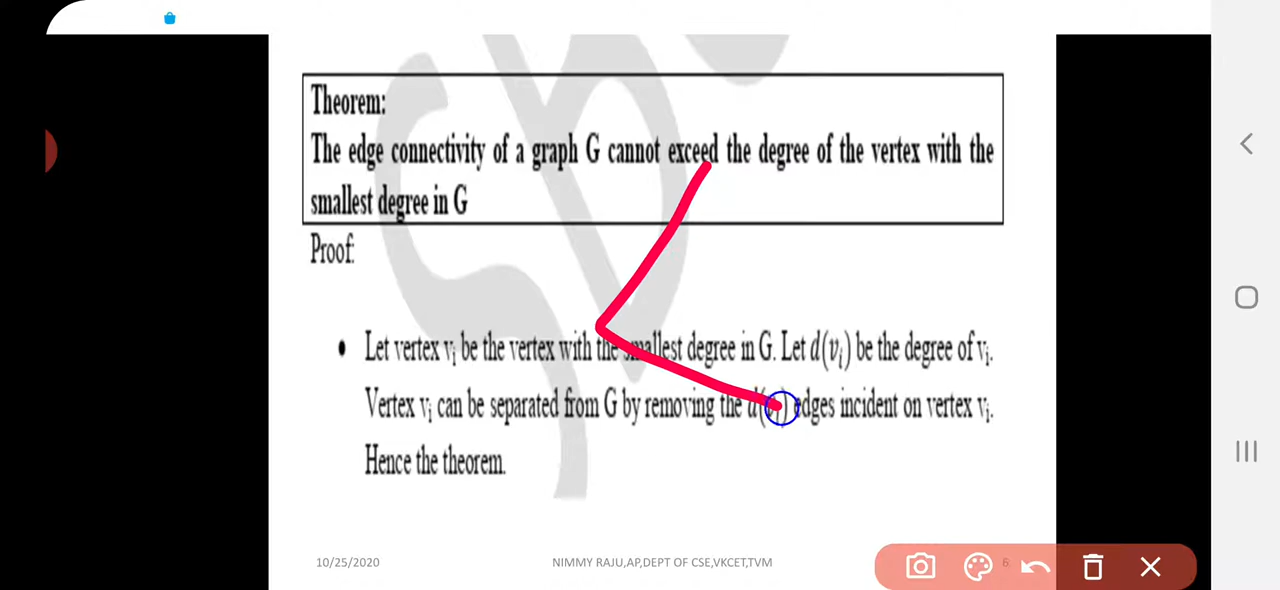 Theorem:
The edge connectivity of a graph G cannot exceed the degree of the vertex with the
smallest degree in G
Proof:
• Let vertex vᵢ be the vertex with the smallest degree in G. Let d(vᵢ) be the degree of vᵢ.
Vertex vᵢ can be separated from G by removing the d(vᵢ) edges incident on vertex vᵢ.
Hence the theorem.
10/25/2020
NIMMY RAJU,AP,DEPT OF CSE,VKCET,TVM
6